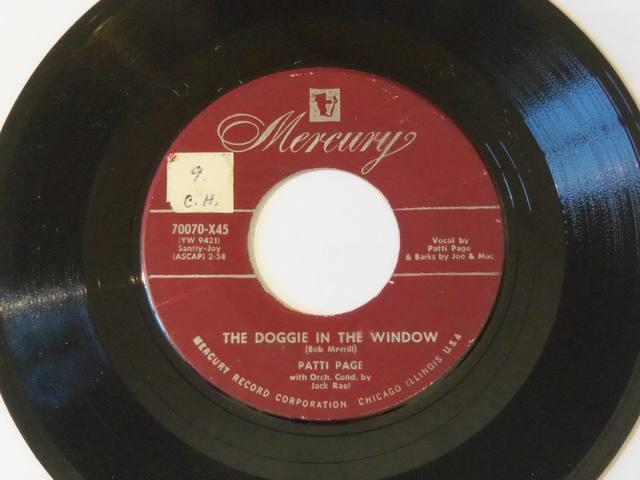 Mercury
9.
C.H.
70070-X45
(YW 9421)
Santly-Joy
(ASCAP) 2:58
Vocal by
Patti Page
& Barks by Joe & Mac
THE DOGGIE IN THE WINDOW
(Bob Merrill)
PATTI PAGE
with Orch. Cond. by
Jack Rael
MERCURY RECORD CORPORATION CHICAGO ILLINOIS U.S.A